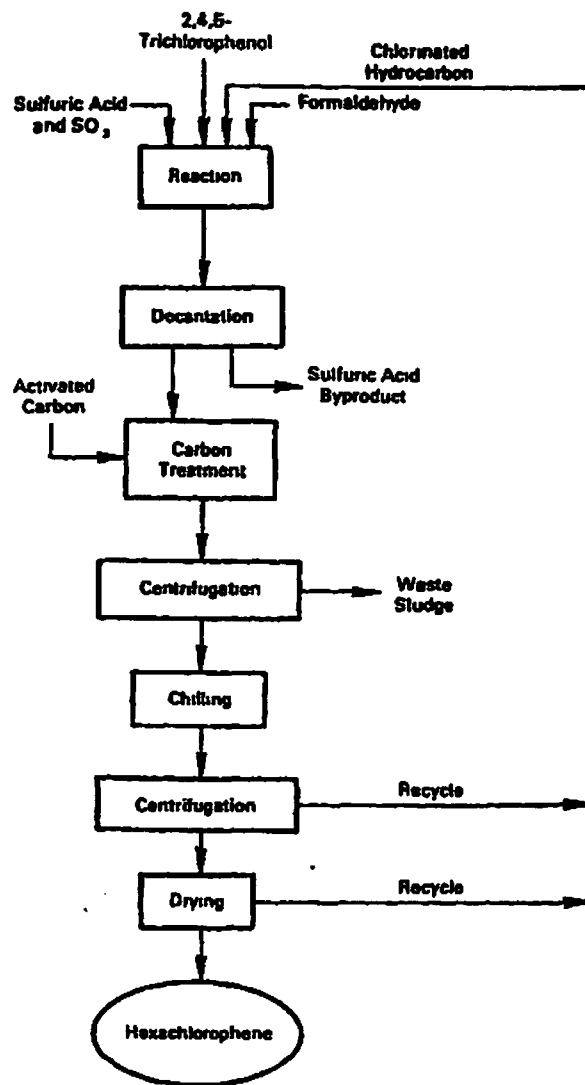 2,4,5-
Trichlorophenol
Chlorinated
Hydrocarbon
Sulfuric Acid
and SO3
Formaldehyde
Reaction
Decantation
Sulfuric Acid
Byproduct
Activated
Carbon
Carbon
Treatment
Centrifugation
Waste
Sludge
Chilling
Centrifugation
Recycle
Drying
Recycle
Hexachlorophene